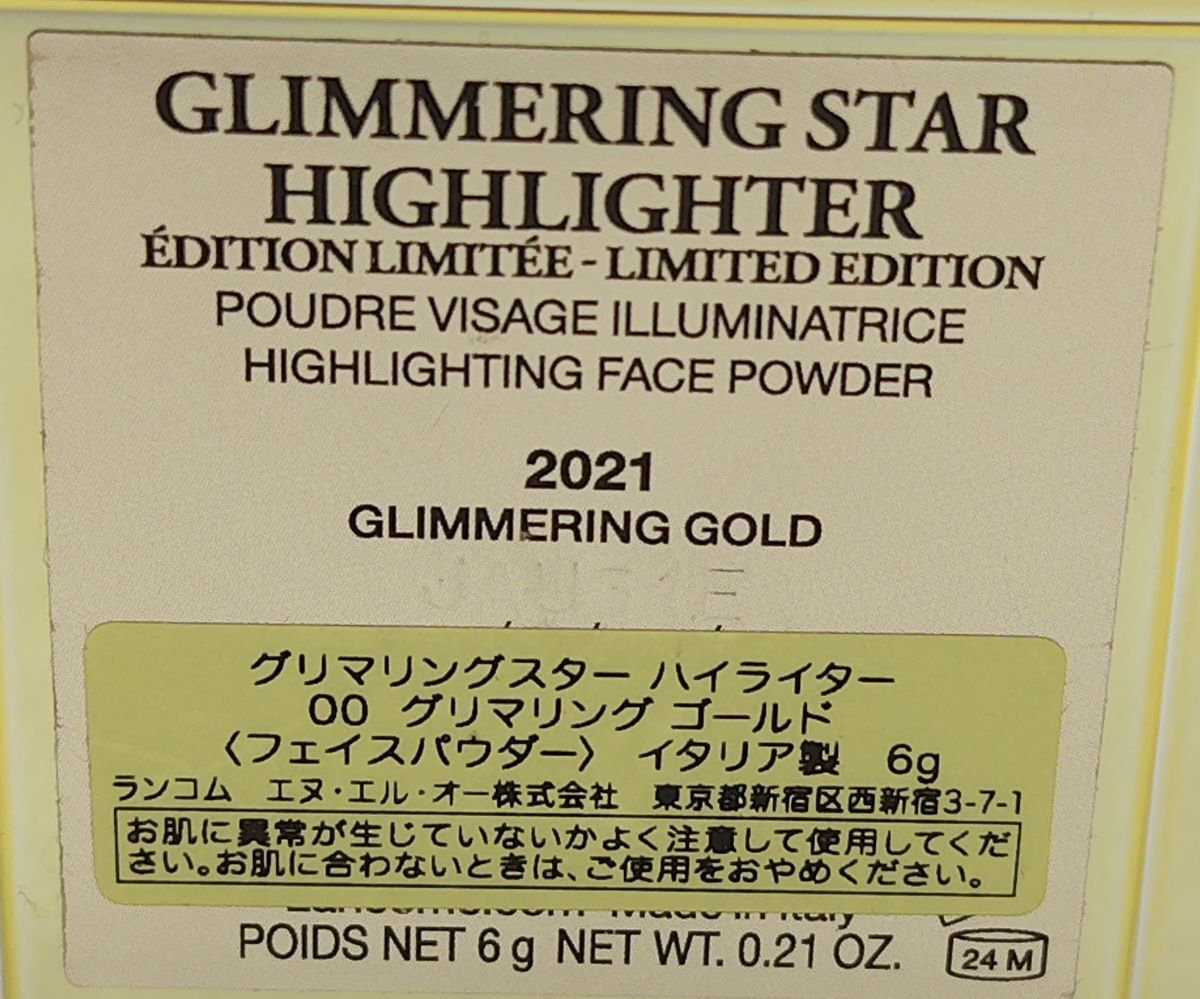 GLIMMERING STAR
HIGHLIGHTER
ÉDITION LIMITÉE - LIMITED EDITION
POUDRE VISAGE ILLUMINATRICE
HIGHLIGHTING FACE POWDER
2021
GLIMMERING GOLD
グリマリングスター ハイライター
00 グリマリング ゴールド
〈フェイスパウダー〉 イタリア製 6g
ランコム エヌ・エル・オー株式会社 東京都新宿区西新宿3-7-1
お肌に異常が生じていないかよく注意して使用してくだ
さい。お肌に合わないときは、ご使用をおやめください。
POIDS NET 6 g NET WT. 0.21 OZ.
24 M